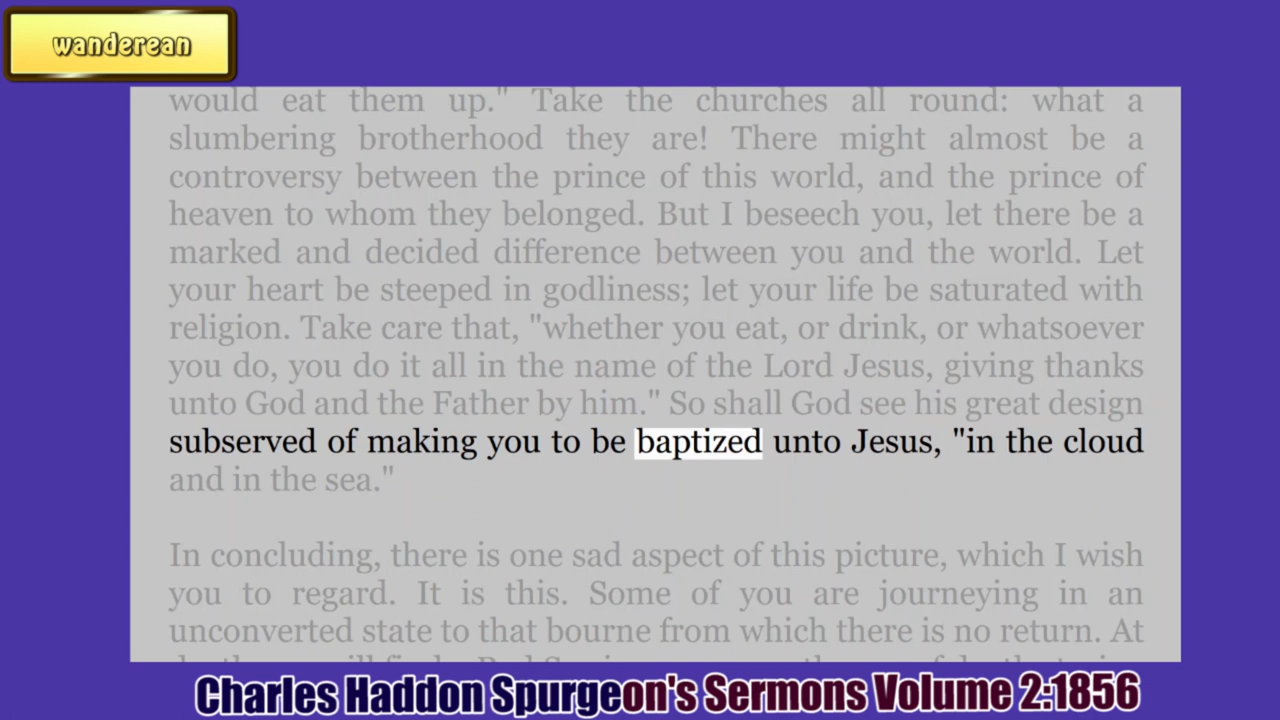 wanderean
would eat them up." Take the churches all round: what a
slumbering brotherhood they are! There might almost be a
controversy between the prince of this world, and the prince of
heaven to whom they belonged. But I beseech you, let there be a
marked and decided difference between you and the world. Let
your heart be steeped in godliness; let your life be saturated with
religion. Take care that, "whether you eat, or drink, or whatsoever
you do, you do it all in the name of the Lord Jesus, giving thanks
unto God and the Father by him." So shall God see his great design
subserved of making you to be baptized unto Jesus, "in the cloud
and in the sea."
In concluding, there is one sad aspect of this picture, which I wish
you to regard. It is this. Some of you are journeying in an
unconverted state to that bourne from which there is no return. At
Charles Haddon Spurgeon's Sermons Volume 2:1856